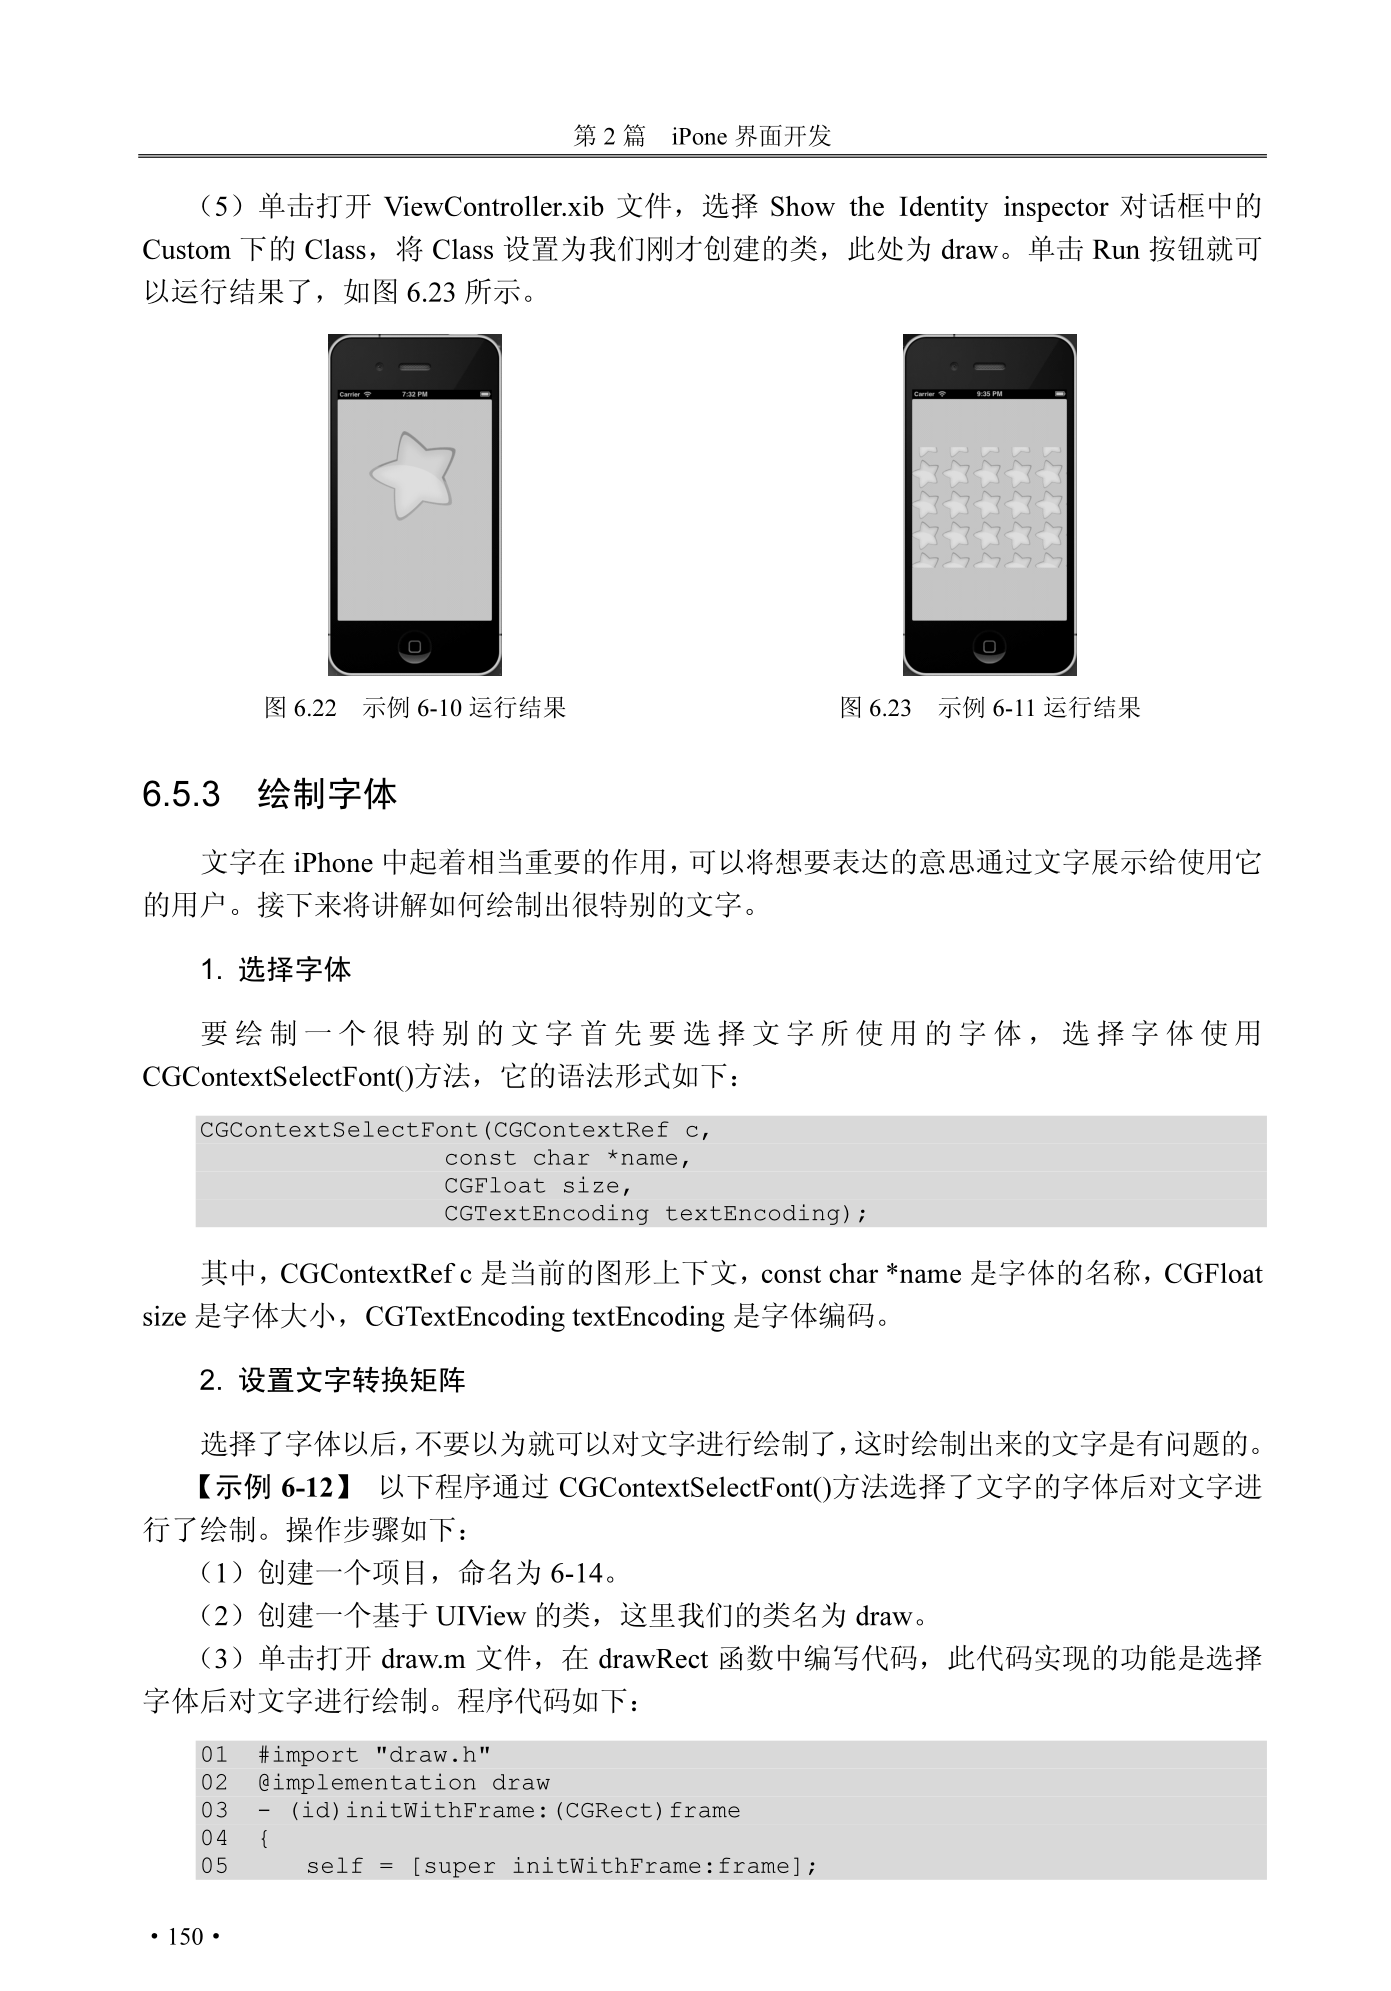 第 2 篇 iPone 界面开发
（5）单击打开 ViewController.xib 文件，选择 Show the Identity inspector 对话框中的
Custom 下的 Class，将 Class 设置为我们刚才创建的类，此处为 draw。单击 Run 按钮就可
以运行结果了，如图 6.23 所示。
Carrier 7:32 PM
Carrier 9:35 PM
图 6.22 示例 6-10 运行结果
图 6.23 示例 6-11 运行结果
6.5.3 绘制字体
文字在 iPhone 中起着相当重要的作用，可以将想要表达的意思通过文字展示给使用它
的用户。接下来将讲解如何绘制出很特别的文字。
1. 选择字体
要绘制一个很特别的文字首先要选择文字所使用的字体，选择字体使用
CGContextSelectFont()方法，它的语法形式如下：
CGContextSelectFont(CGContextRef c,
const char *name,
CGFloat size,
CGTextEncoding textEncoding);
其中，CGContextRef c 是当前的图形上下文，const char *name 是字体的名称，CGFloat
size 是字体大小，CGTextEncoding textEncoding 是字体编码。
2. 设置文字转换矩阵
选择了字体以后，不要以为就可以对文字进行绘制了，这时绘制出来的文字是有问题的。
【示例 6-12】 以下程序通过 CGContextSelectFont()方法选择了文字的字体后对文字进
行了绘制。操作步骤如下：
（1）创建一个项目，命名为 6-14。
（2）创建一个基于 UIView 的类，这里我们的类名为 draw。
（3）单击打开 draw.m 文件，在 drawRect 函数中编写代码，此代码实现的功能是选择
字体后对文字进行绘制。程序代码如下：
01 #import "draw.h"
02 @implementation draw
03 - (id)initWithFrame:(CGRect)frame
04 {
05 self = [super initWithFrame:frame];
• 150 •